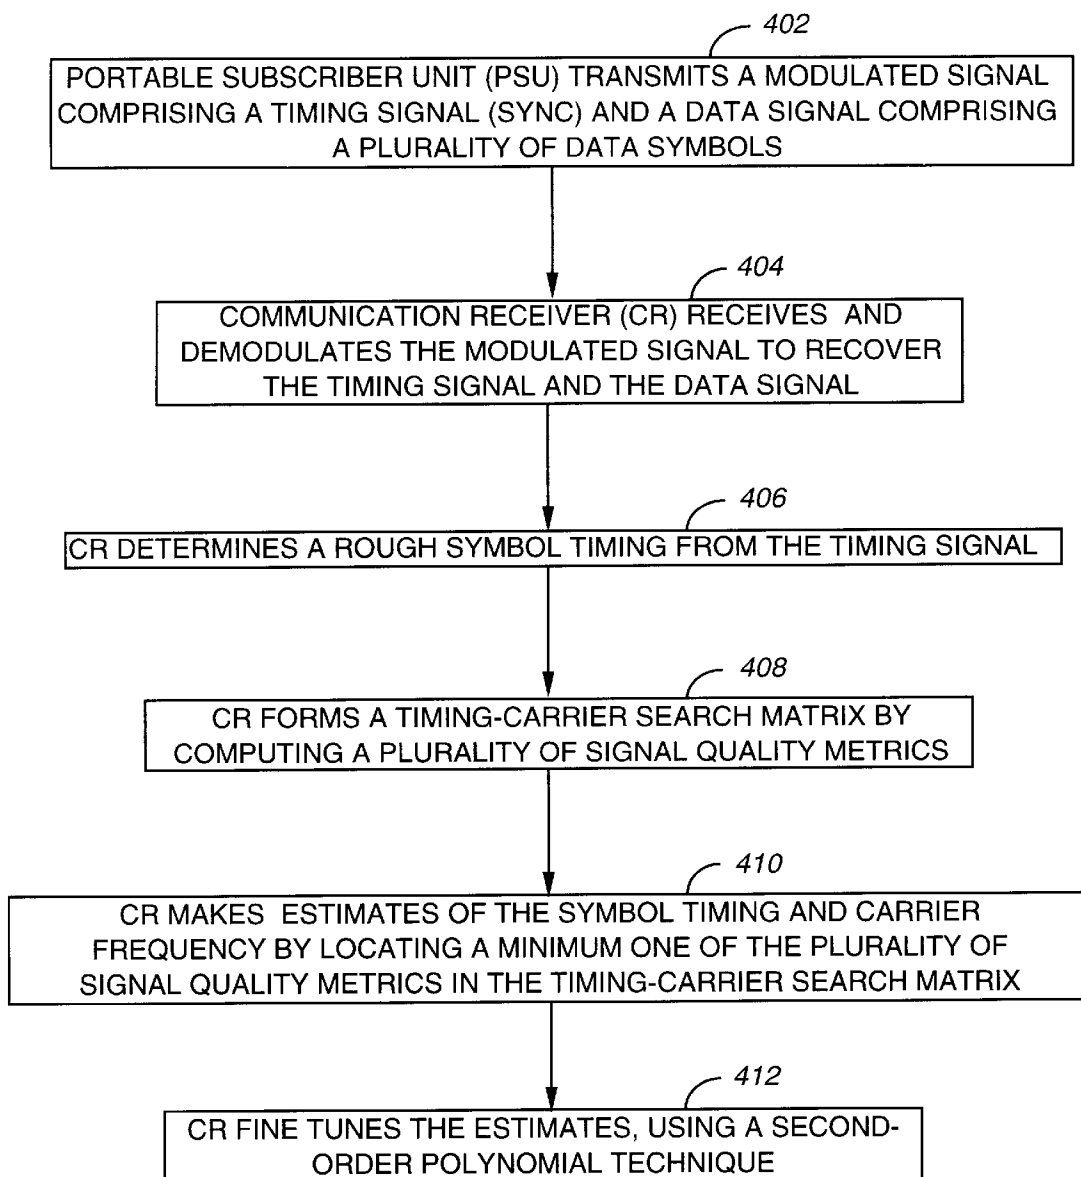 402
PORTABLE SUBSCRIBER UNIT (PSU) TRANSMITS A MODULATED SIGNAL
COMPRISING A TIMING SIGNAL (SYNC) AND A DATA SIGNAL COMPRISING
A PLURALITY OF DATA SYMBOLS
404
COMMUNICATION RECEIVER (CR) RECEIVES AND
DEMODULATES THE MODULATED SIGNAL TO RECOVER
THE TIMING SIGNAL AND THE DATA SIGNAL
406
CR DETERMINES A ROUGH SYMBOL TIMING FROM THE TIMING SIGNAL
408
CR FORMS A TIMING-CARRIER SEARCH MATRIX BY
COMPUTING A PLURALITY OF SIGNAL QUALITY METRICS
410
CR MAKES ESTIMATES OF THE SYMBOL TIMING AND CARRIER
FREQUENCY BY LOCATING A MINIMUM ONE OF THE PLURALITY OF
SIGNAL QUALITY METRICS IN THE TIMING-CARRIER SEARCH MATRIX
412
CR FINE TUNES THE ESTIMATES, USING A SECOND-
ORDER POLYNOMIAL TECHNIQUE